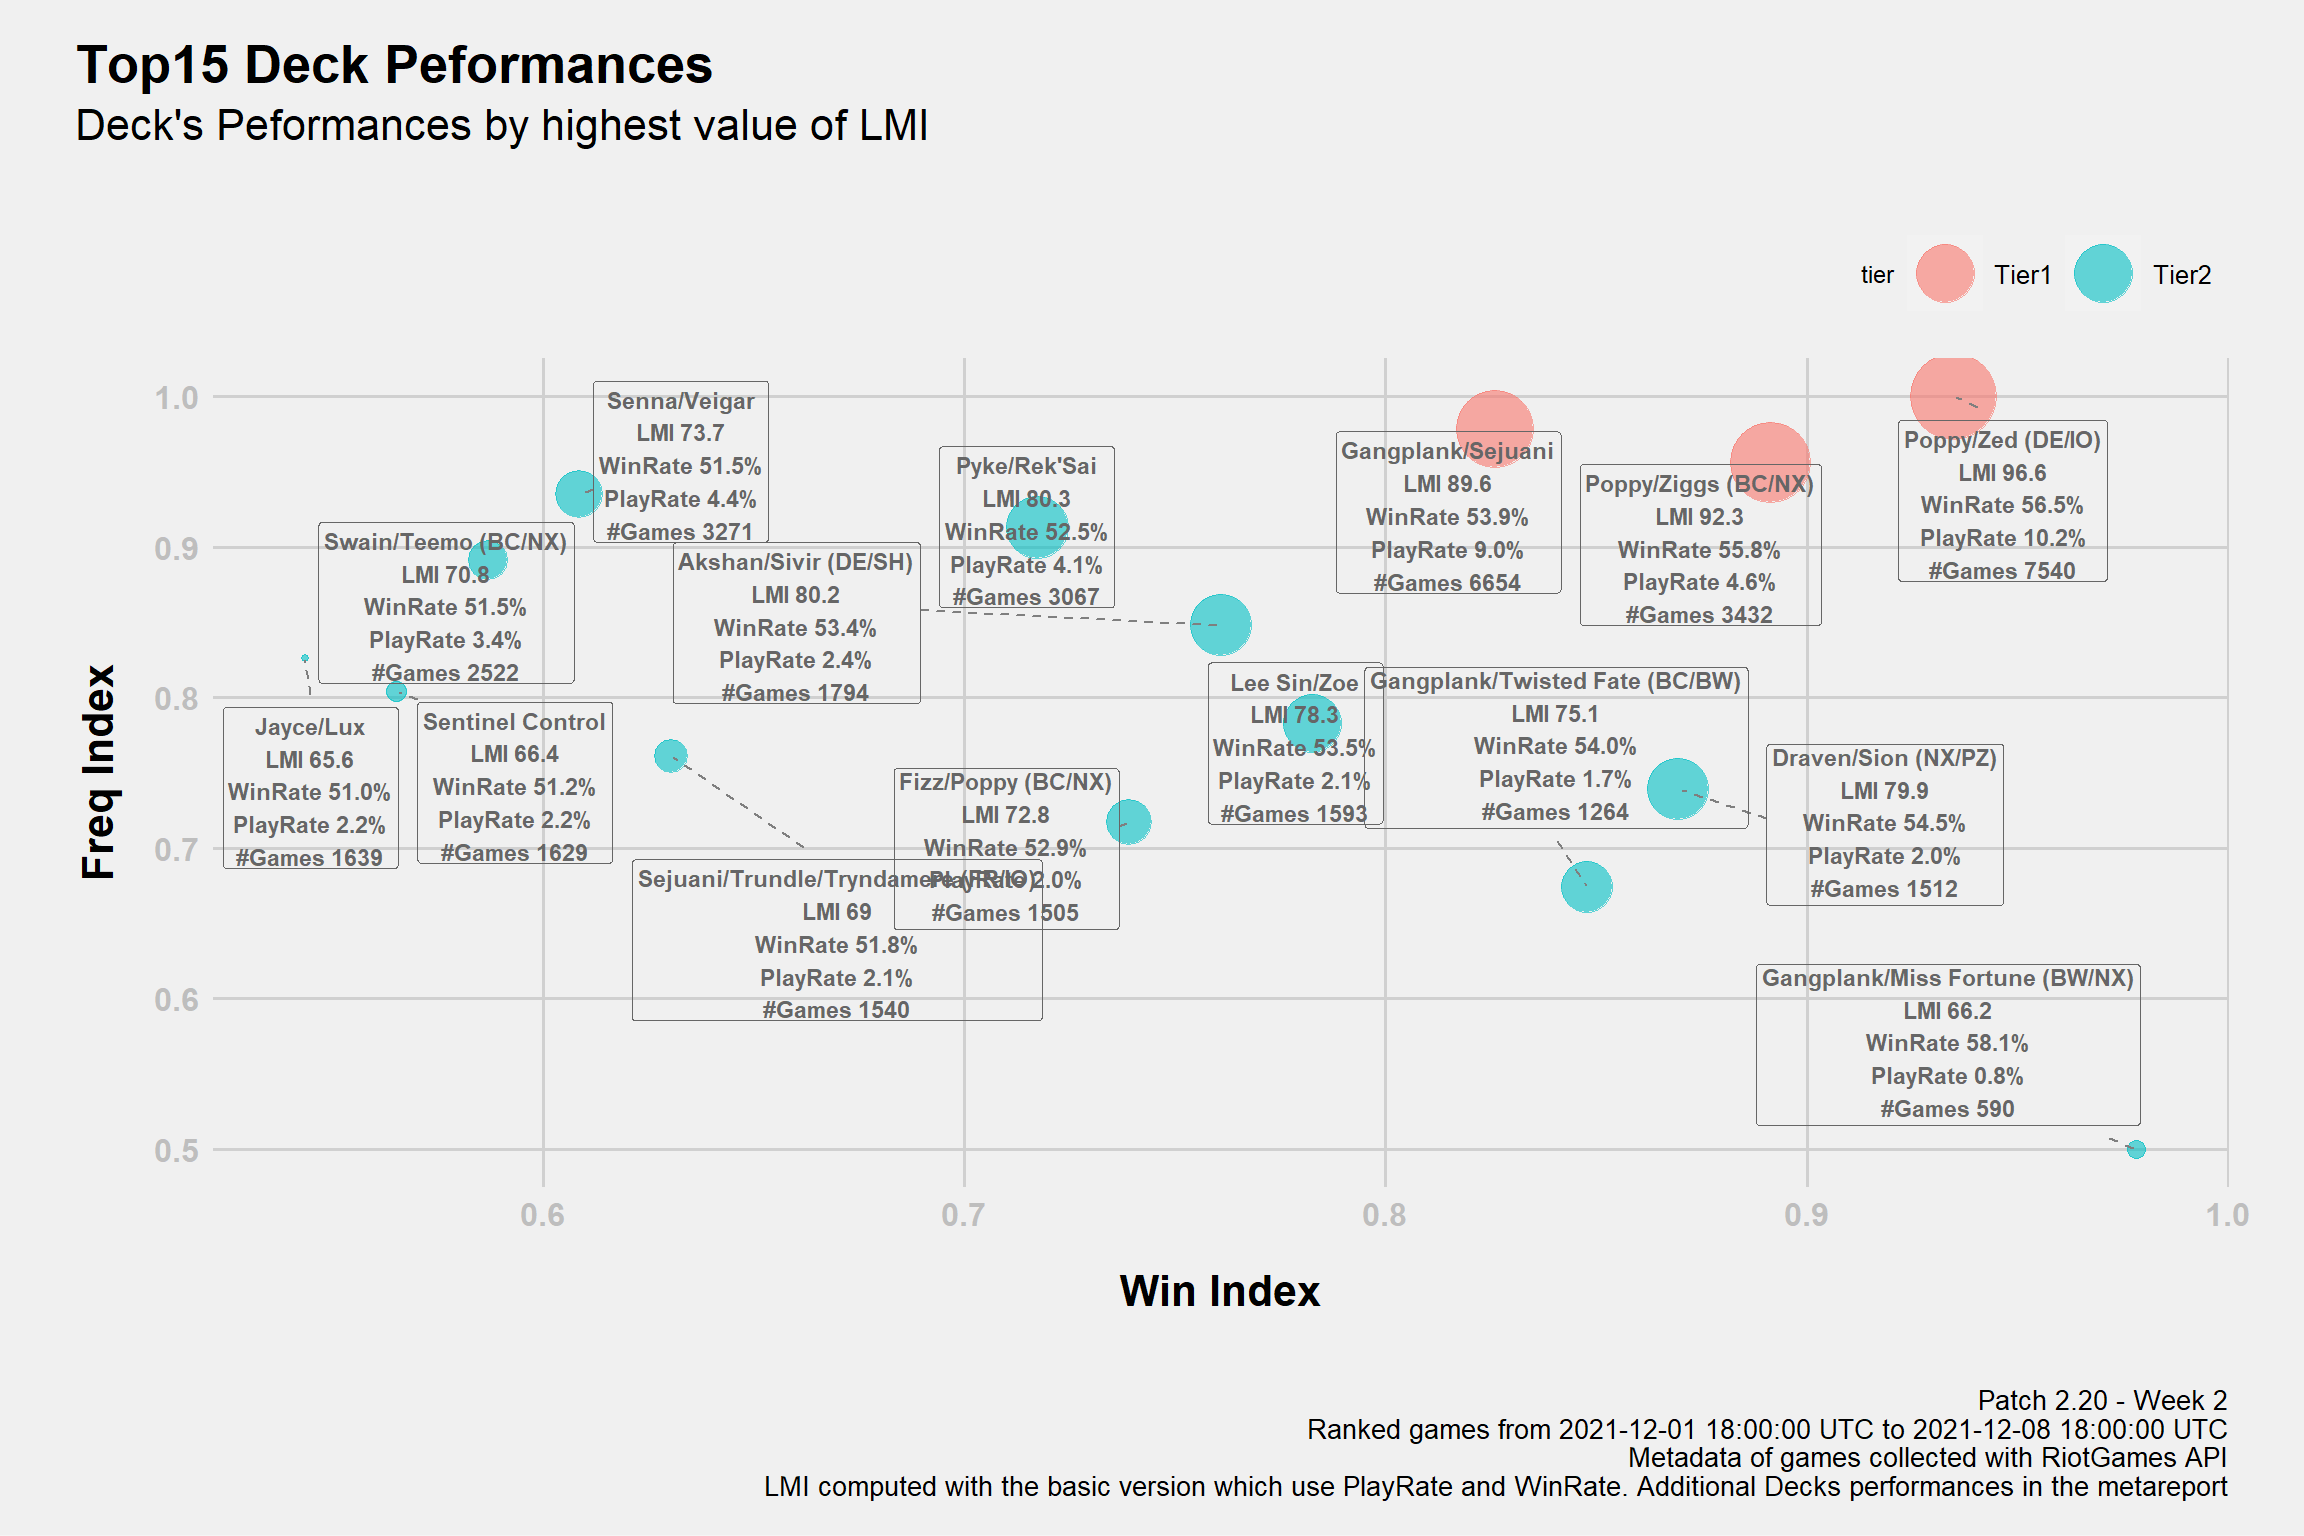 Top15 Deck Peformances
Deck's Peformances by highest value of LMI
tier
Tier1
Tier2
Freq Index
1.0
0.9
0.8
0.7
0.6
0.5
Senna/Veigar
LMI 73.7
WinRate 51.5%
PlayRate 4.4%
#Games 3271
Pyke/Rek'Sai
LMI 80.3
WinRate 52.5%
PlayRate 4.1%
#Games 3067
Gangplank/Sejuani
LMI 89.6
WinRate 53.9%
PlayRate 9.0%
#Games 6654
Poppy/Ziggs (BC/NX)
LMI 92.3
WinRate 55.8%
PlayRate 4.6%
#Games 3432
Poppy/Zed (DE/IO)
LMI 96.6
WinRate 56.5%
PlayRate 10.2%
#Games 7540
Swain/Teemo (BC/NX)
LMI 70.8
WinRate 51.5%
PlayRate 3.4%
#Games 2522
Akshan/Sivir (DE/SH)
LMI 80.2
WinRate 53.4%
PlayRate 2.4%
#Games 1794
Lee Sin/Zoe
LMI 78.3
WinRate 53.5%
PlayRate 2.1%
#Games 1593
Gangplank/Twisted Fate (BC/BW)
LMI 75.1
WinRate 54.0%
PlayRate 1.7%
#Games 1264
Jayce/Lux
LMI 65.6
WinRate 51.0%
PlayRate 2.2%
#Games 1639
Sentinel Control
LMI 66.4
WinRate 51.2%
PlayRate 2.2%
#Games 1629
Fizz/Poppy (BC/NX)
LMI 72.8
WinRate 52.9%
PlayRate 2.0%
#Games 1505
Draven/Sion (NX/PZ)
LMI 79.9
WinRate 54.5%
PlayRate 2.0%
#Games 1512
Sejuani/Trundle/Tryndamere (FR/IO)
LMI 69
WinRate 51.8%
PlayRate 2.1%
#Games 1540
Gangplank/Miss Fortune (BW/NX)
LMI 66.2
WinRate 58.1%
PlayRate 0.8%
#Games 590
0.6
0.7
0.8
0.9
1.0
Win Index
Patch 2.20 - Week 2
Ranked games from 2021-12-01 18:00:00 UTC to 2021-12-08 18:00:00 UTC
Metadata of games collected with RiotGames API
LMI computed with the basic version which use PlayRate and WinRate. Additional Decks performances in the metareport